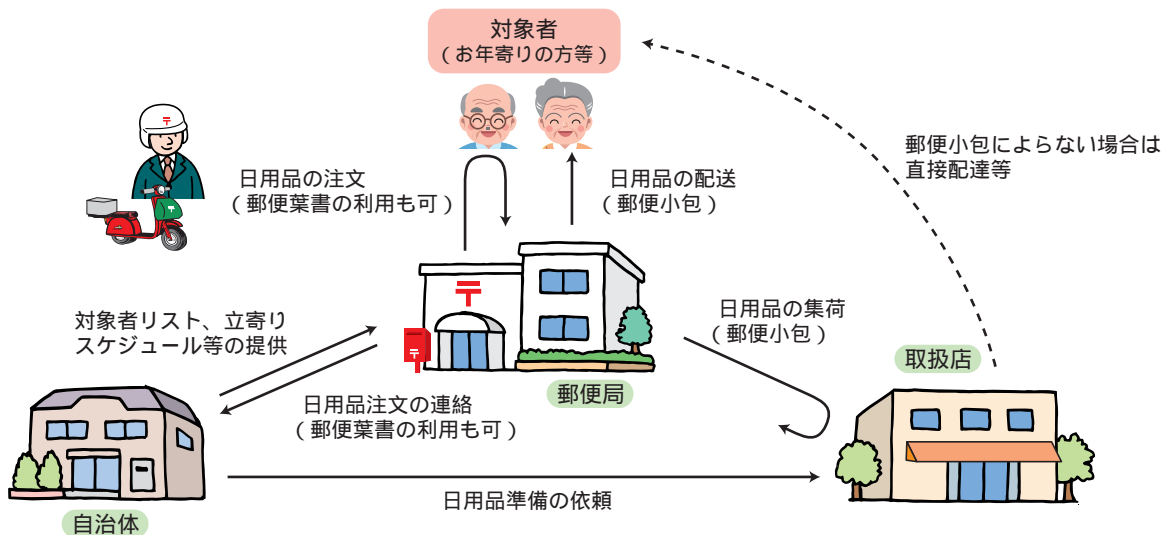 対象者
（お年寄りの方等）
郵便小包によらない場合は
直接配達等
日用品の注文
（郵便葉書の利用も可）
日用品の配送
（郵便小包）
対象者リスト、立寄り
スケジュール等の提供
日用品の集荷
（郵便小包）
取扱店
郵便局
日用品注文の連絡
（郵便葉書の利用も可）
日用品準備の依頼
自治体